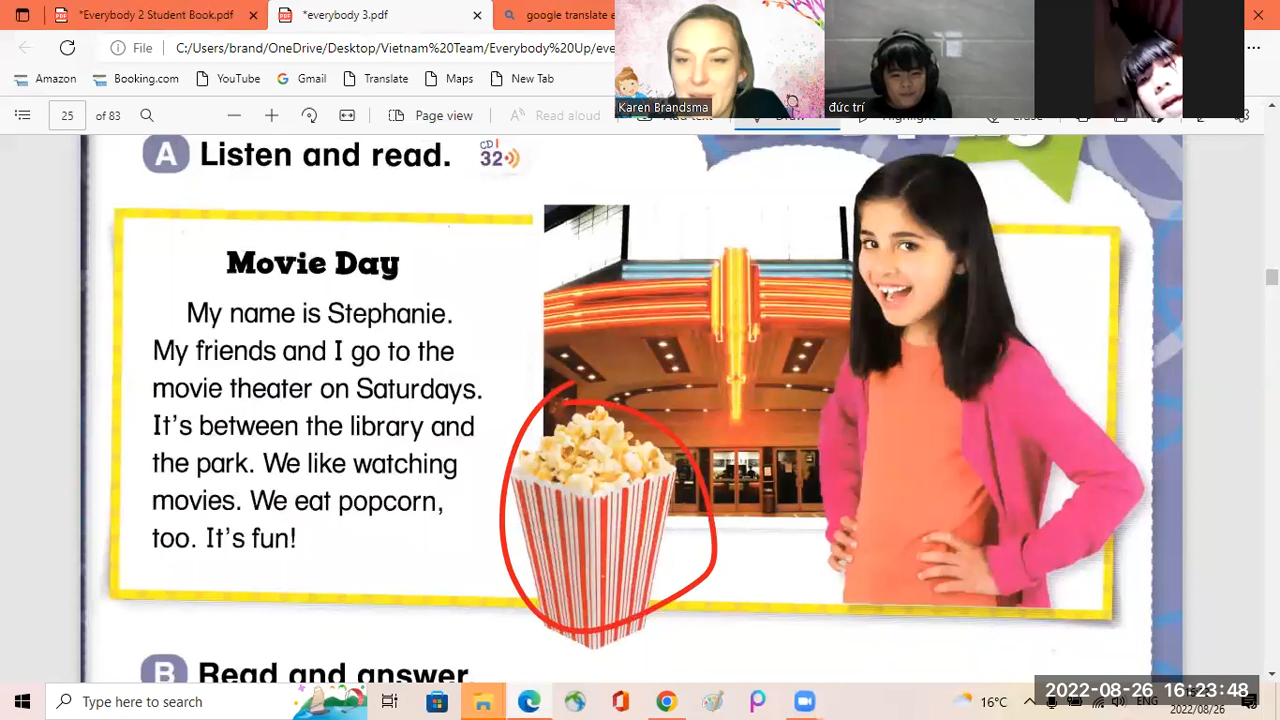 *Everybody 2 Student Book.pdf
*everybody 3.pdf
google translate e
File
C:/Users/brand/OneDrive/Desktop/Vietnam%20Team/Everybody%20Up/eve
Amazon
Booking.com
YouTube
Gmail
Translate
Maps
New Tab
Karen Brandsma
đức trí
25
of 83
Page view
Read aloud
Draw
A Listen and read.
CD1
32
Movie Day
My name is Stephanie.
My friends and I go to the
movie theater on Saturdays.
It's between the library and
the park. We like watching
movies. We eat popcorn,
too. It's fun!
B Read and answer.
Type here to search
16°C
ENG
2022-08-26 16:23:48
2022/08/26